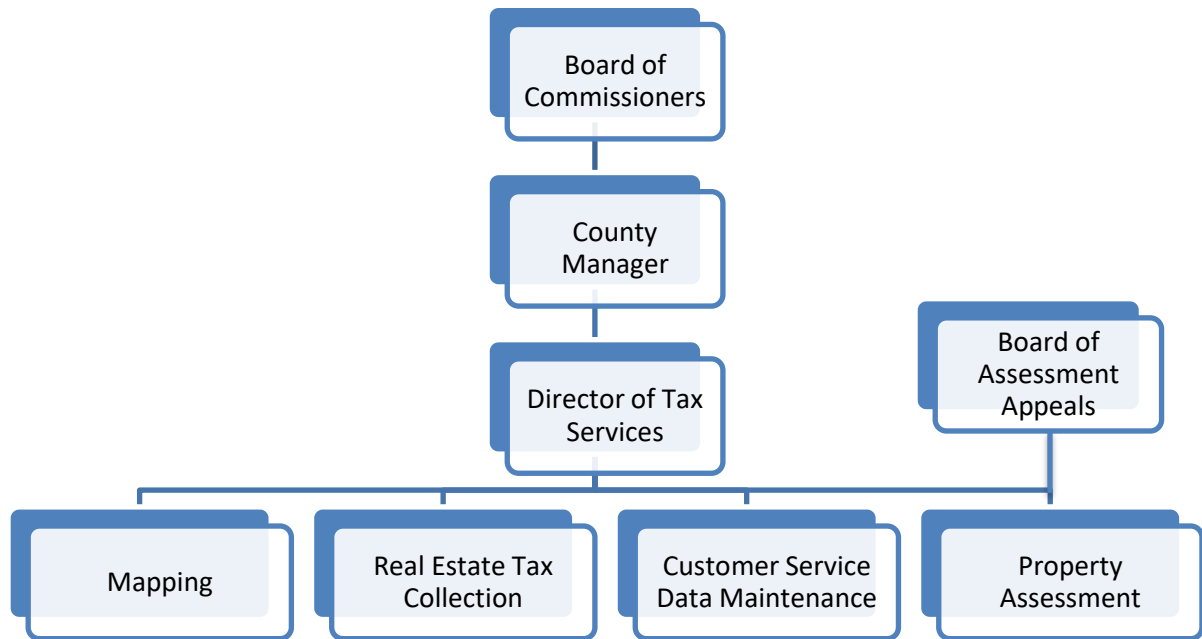 Board of
Commissioners
County
Manager
Director of Tax
Services
Board of
Assessment
Appeals
Mapping
Real Estate Tax
Collection
Customer Service
Data Maintenance
Property
Assessment